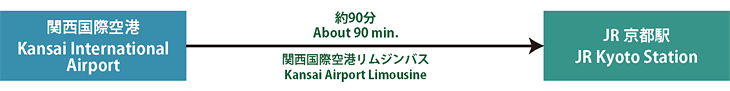 関西国際空港
Kansai International
Airport
約90分
About 90 min.
関西国際空港リムジンバス
Kansai Airport Limousine
JR 京都駅
JR Kyoto Station